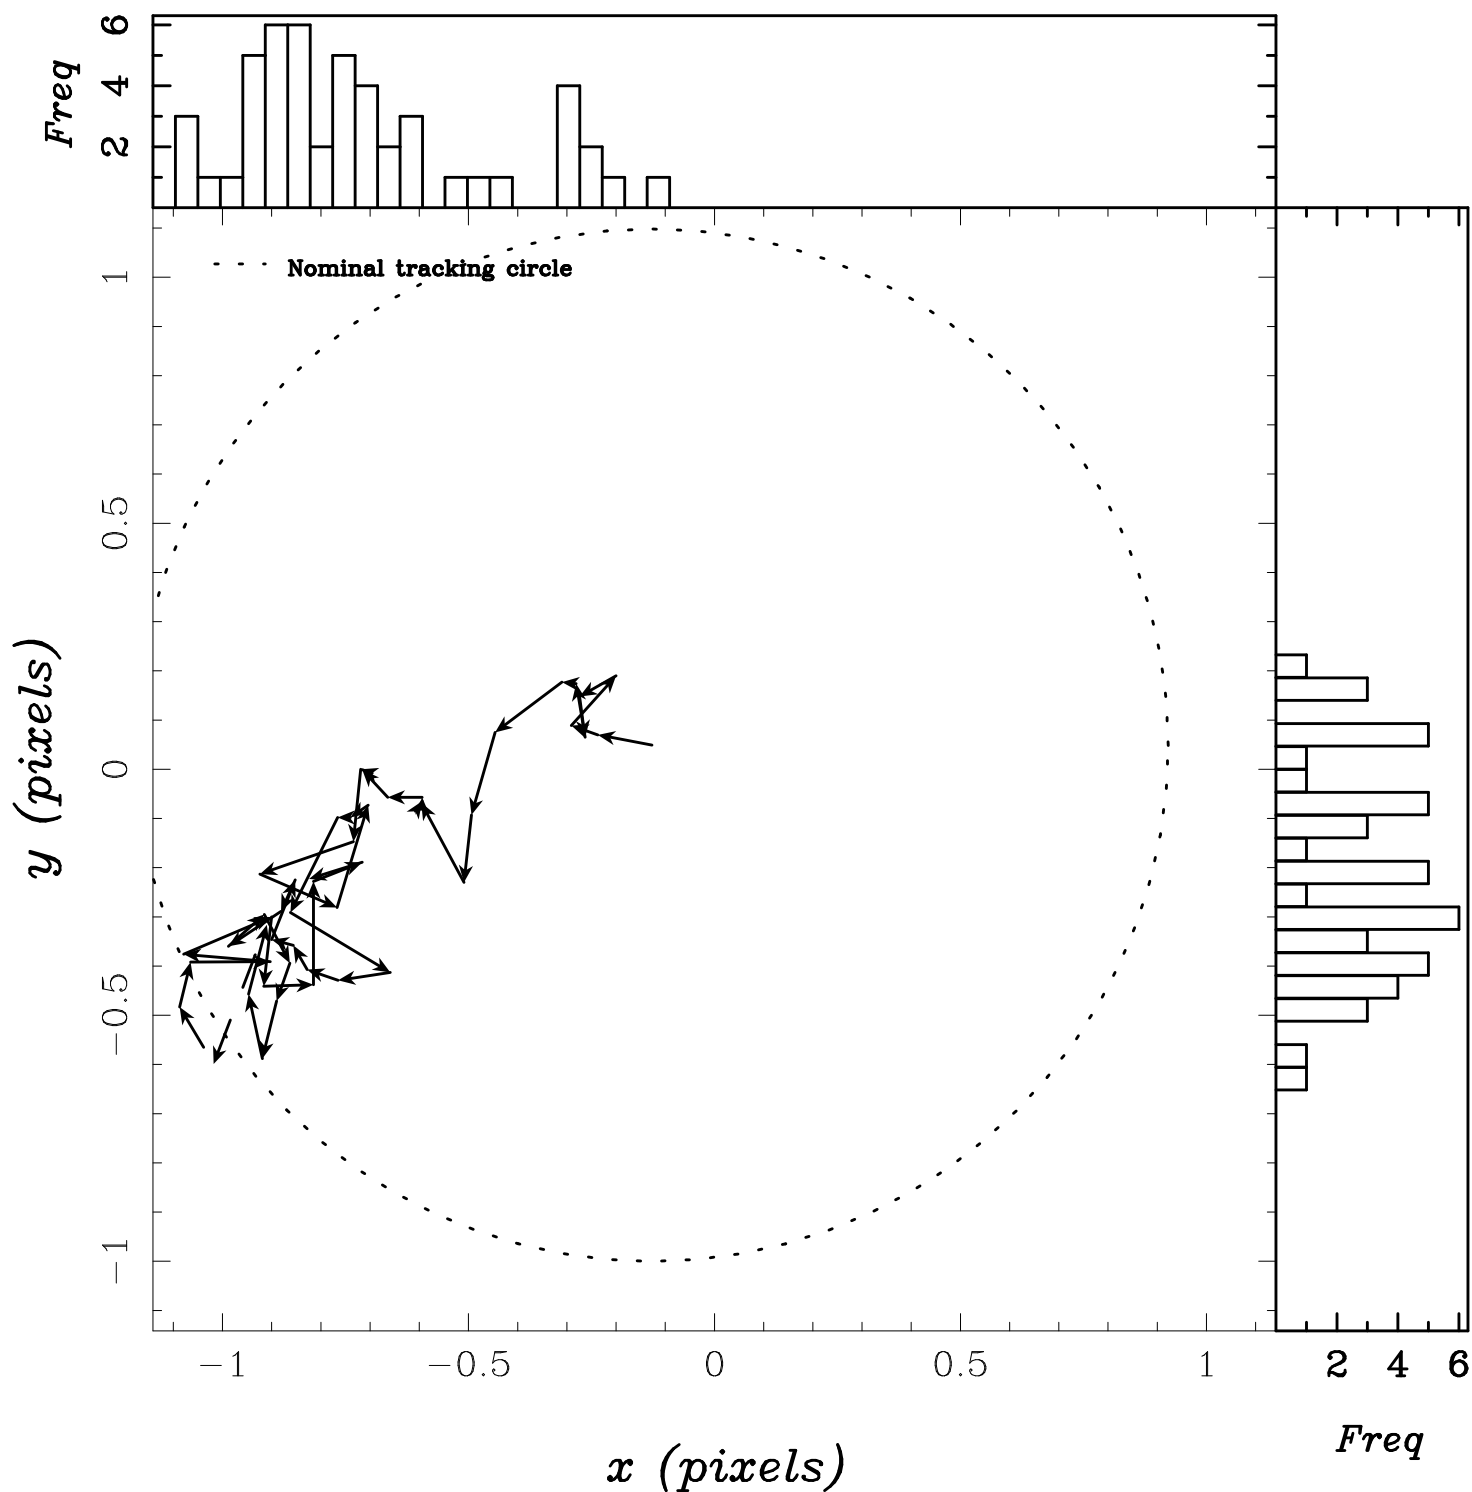 Freq
6
4
2
Nominal tracking circle
1
0.5
0
−0.5
−1
y (pixels)
−1 −0.5 0 0.5 1
2 4 6
x (pixels)
Freq